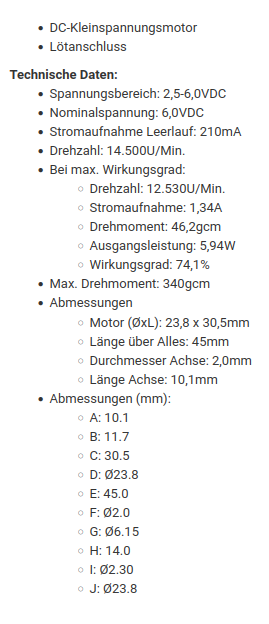 DC-Kleinspannungsmotor
Lötanschluss
Technische Daten:
Spannungsbereich: 2,5-6,0VDC
Nominalspannung: 6,0VDC
Stromaufnahme Leerlauf: 210mA
Drehzahl: 14.500U/Min.
Bei max. Wirkungsgrad:
Drehzahl: 12.530U/Min.
Stromaufnahme: 1,34A
Drehmoment: 46,2gcm
Ausgangsleistung: 5,94W
Wirkungsgrad: 74,1%
Max. Drehmoment: 340gcm
Abmessungen
Motor (ØxL): 23,8 x 30,5mm
Länge über Alles: 45mm
Durchmesser Achse: 2,0mm
Länge Achse: 10,1mm
Abmessungen (mm):
A: 10.1
B: 11.7
C: 30.5
D: Ø23.8
E: 45.0
F: Ø2.0
G: Ø6.15
H: 14.0
I: Ø2.30
J: Ø23.8